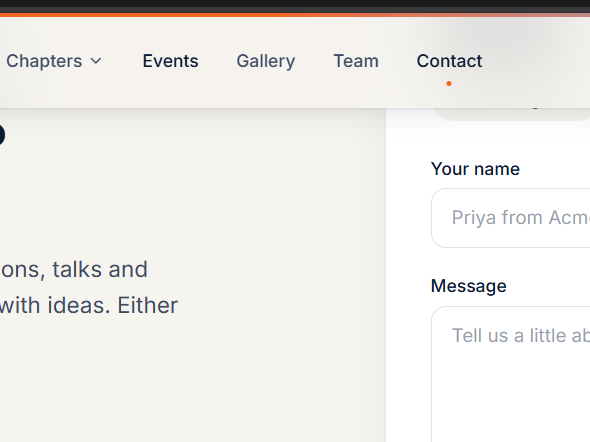 Chapters Events Gallery Team Contact
Your name
Priya from Acm
ons, talks and
with ideas. Either
Message
Tell us a little ab